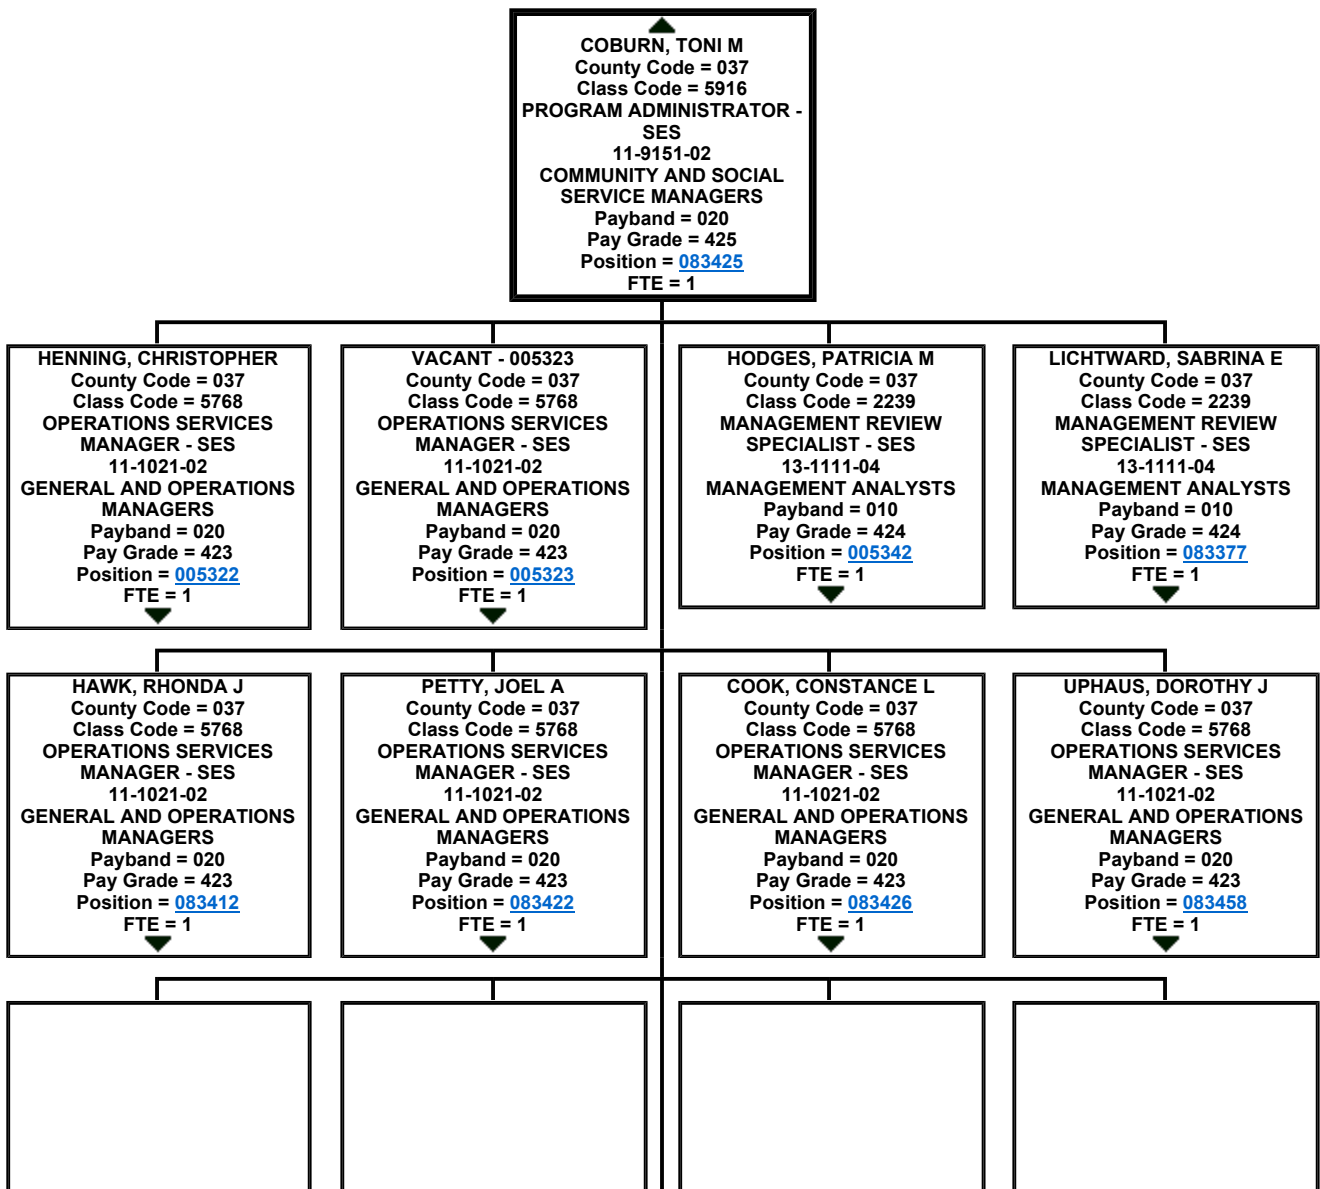 COBURN, TONI M
County Code = 037
Class Code = 5916
PROGRAM ADMINISTRATOR -
SES
11-9151-02
COMMUNITY AND SOCIAL
SERVICE MANAGERS
Payband = 020
Pay Grade = 425
Position = 083425
FTE = 1
HENNING, CHRISTOPHER
County Code = 037
Class Code = 5768
OPERATIONS SERVICES
MANAGER - SES
11-1021-02
GENERAL AND OPERATIONS
MANAGERS
Payband = 020
Pay Grade = 423
Position = 005322
FTE = 1
VACANT - 005323
County Code = 037
Class Code = 5768
OPERATIONS SERVICES
MANAGER - SES
11-1021-02
GENERAL AND OPERATIONS
MANAGERS
Payband = 020
Pay Grade = 423
Position = 005323
FTE = 1
HODGES, PATRICIA M
County Code = 037
Class Code = 2239
MANAGEMENT REVIEW
SPECIALIST - SES
13-1111-04
MANAGEMENT ANALYSTS
Payband = 010
Pay Grade = 424
Position = 005342
FTE = 1
LICHTWARD, SABRINA E
County Code = 037
Class Code = 2239
MANAGEMENT REVIEW
SPECIALIST - SES
13-1111-04
MANAGEMENT ANALYSTS
Payband = 010
Pay Grade = 424
Position = 083377
FTE = 1
HAWK, RHONDA J
County Code = 037
Class Code = 5768
OPERATIONS SERVICES
MANAGER - SES
11-1021-02
GENERAL AND OPERATIONS
MANAGERS
Payband = 020
Pay Grade = 423
Position = 083412
FTE = 1
PETTY, JOEL A
County Code = 037
Class Code = 5768
OPERATIONS SERVICES
MANAGER - SES
11-1021-02
GENERAL AND OPERATIONS
MANAGERS
Payband = 020
Pay Grade = 423
Position = 083422
FTE = 1
COOK, CONSTANCE L
County Code = 037
Class Code = 5768
OPERATIONS SERVICES
MANAGER - SES
11-1021-02
GENERAL AND OPERATIONS
MANAGERS
Payband = 020
Pay Grade = 423
Position = 083426
FTE = 1
UPHAUS, DOROTHY J
County Code = 037
Class Code = 5768
OPERATIONS SERVICES
MANAGER - SES
11-1021-02
GENERAL AND OPERATIONS
MANAGERS
Payband = 020
Pay Grade = 423
Position = 083458
FTE = 1